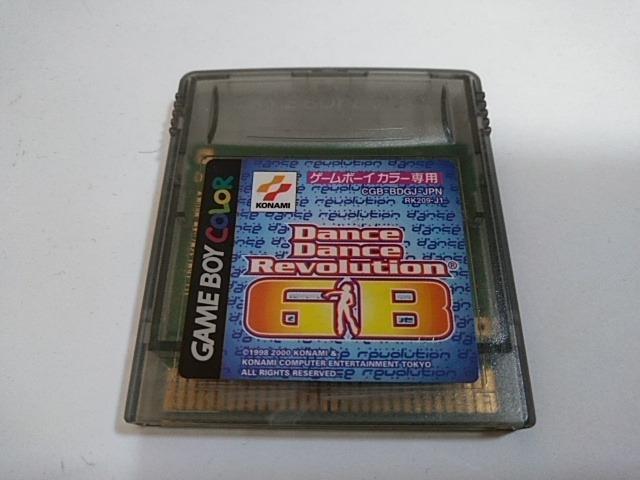 GAME BOY COLOR
KONAMI
ゲームボーイカラー専用
CGB-BDGJ-JPN
RK209-J1
Dance
Dance
Revolution®
GB
©1998 2000 KONAMI &
KONAMI COMPUTER ENTERTAINMENT TOKYO
ALL RIGHTS RESERVED